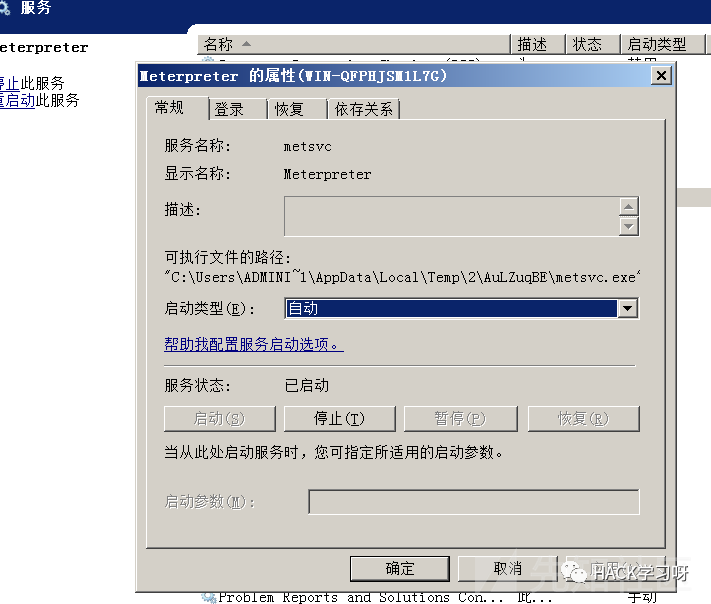 服务
eterpreter
停止此服务
重启动此服务
名称 描述 状态 启动类型
Meterpreter 的属性(WIN-QFPHJSM1L7G)
常规 登录 恢复 依存关系
服务名称: metsvc
显示名称: Meterpreter
描述:
可执行文件的路径:
"C:\Users\ADMINI~1\AppData\Local\Temp\2\AuLZuqBE\metsvc.exe"
启动类型(E): 自动
帮助我配置服务启动选项。
服务状态: 已启动
启动(S) 停止(T) 暂停(P) 恢复(R)
当从此处启动服务时，您可指定所适用的启动参数。
启动参数(M):
确定 取消
HACK学习呀
Problem Reports and Solutions Con... 此... 手动